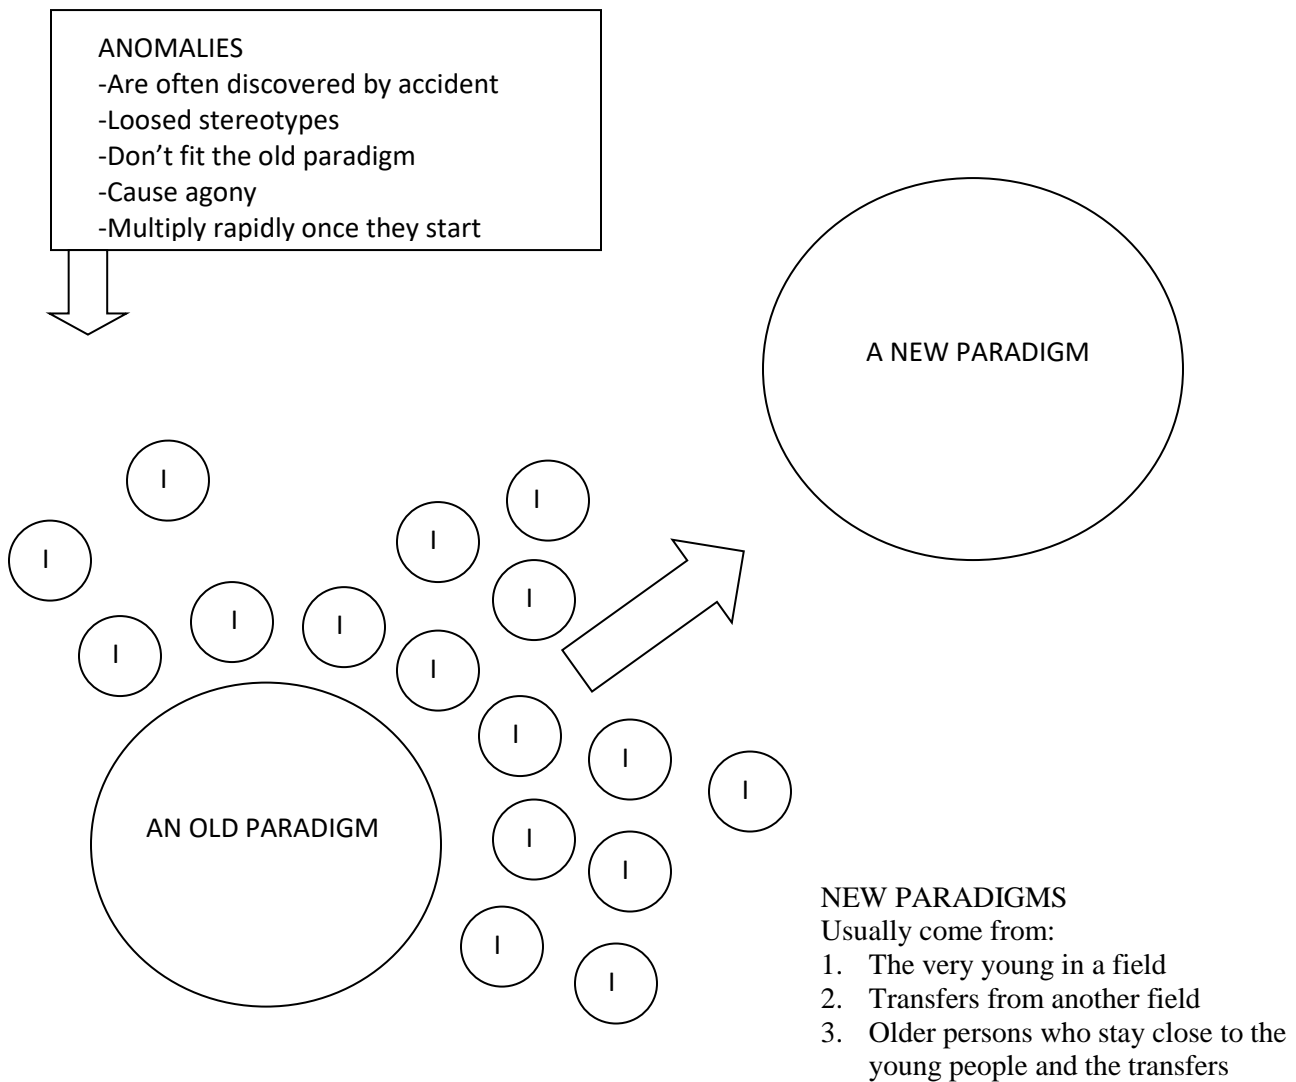 ANOMALIES
-Are often discovered by accident
-Loosed stereotypes
-Don’t fit the old paradigm
-Cause agony
-Multiply rapidly once they start
A NEW PARADIGM
I
I
I
I
I
I
I
I
I
I
I
I
AN OLD PARADIGM
I
I
I
I
NEW PARADIGMS
Usually come from:
1. The very young in a field
2. Transfers from another field
3. Older persons who stay close to the
young people and the transfers